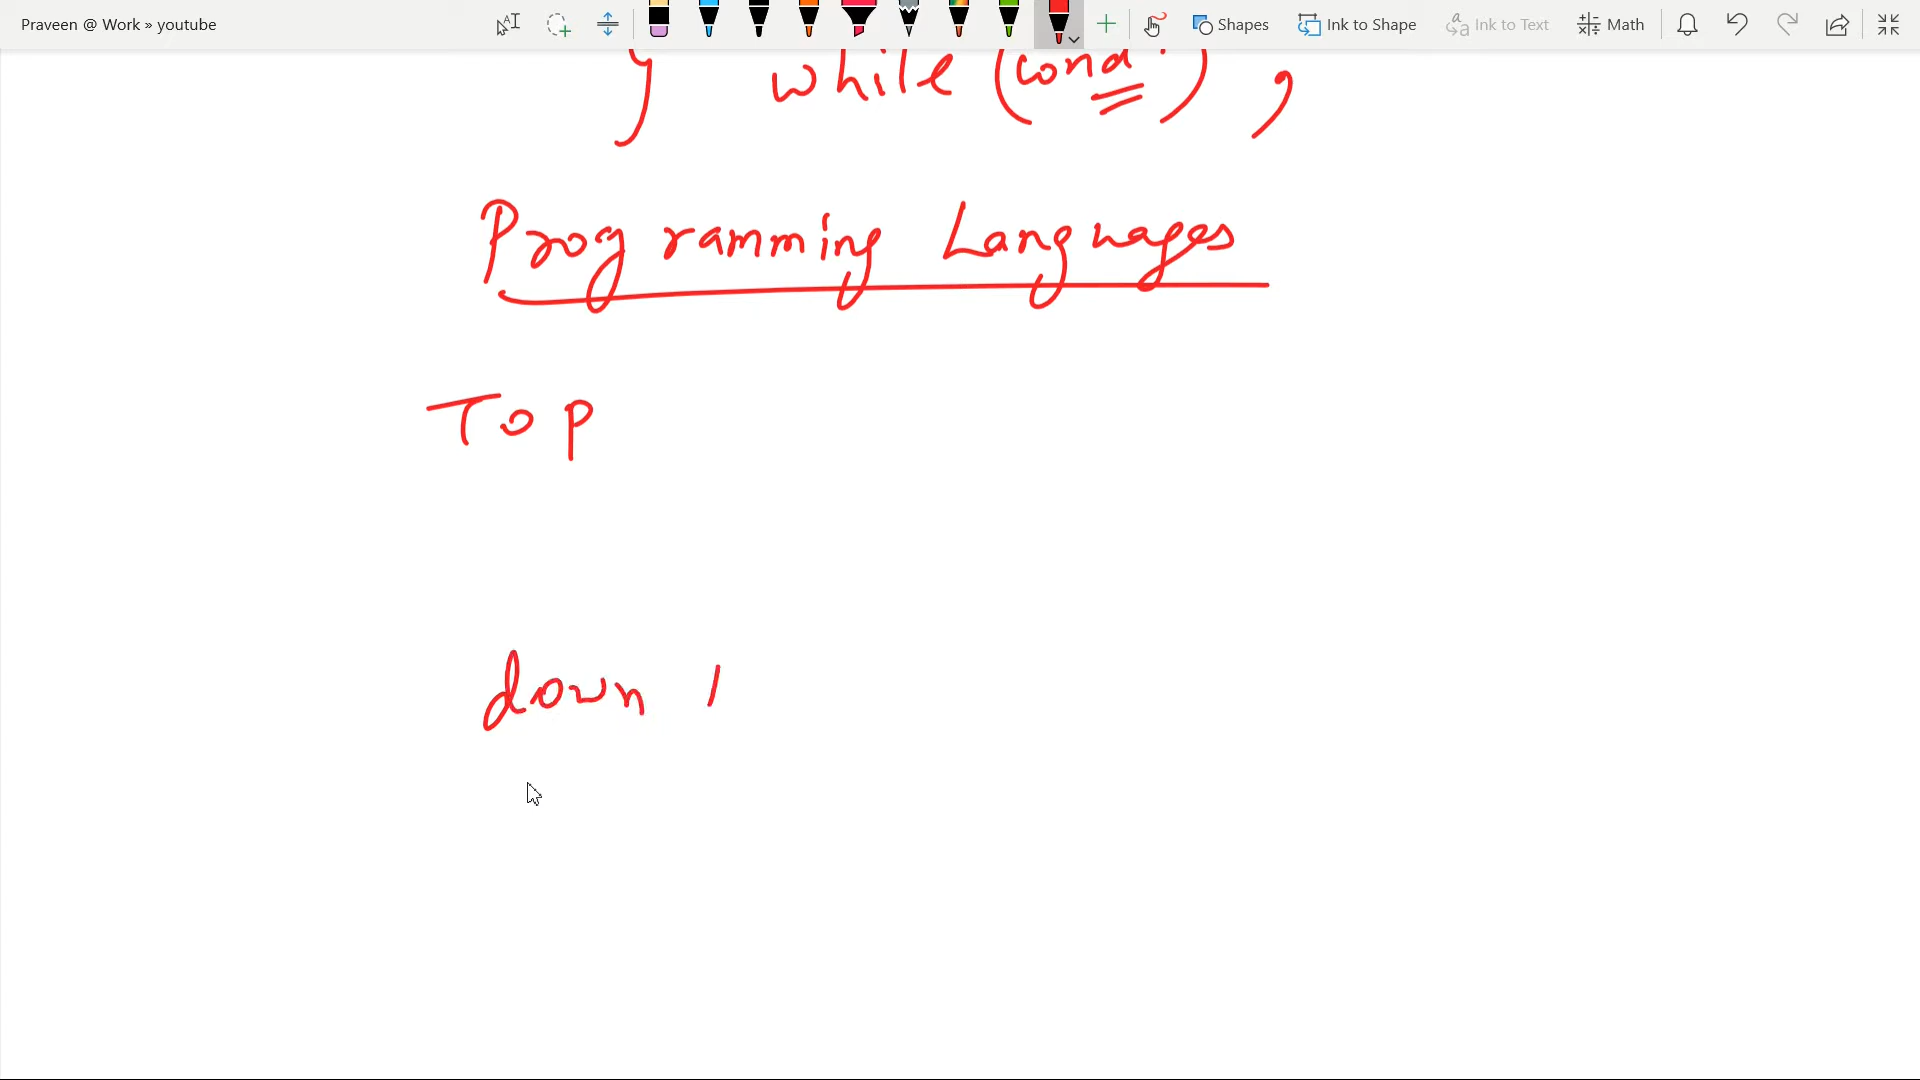 Praveen @ Work » youtube Shapes Ink to Shape Ink to Text Math
} while (cond.) ;
Programming Languages
Top
down